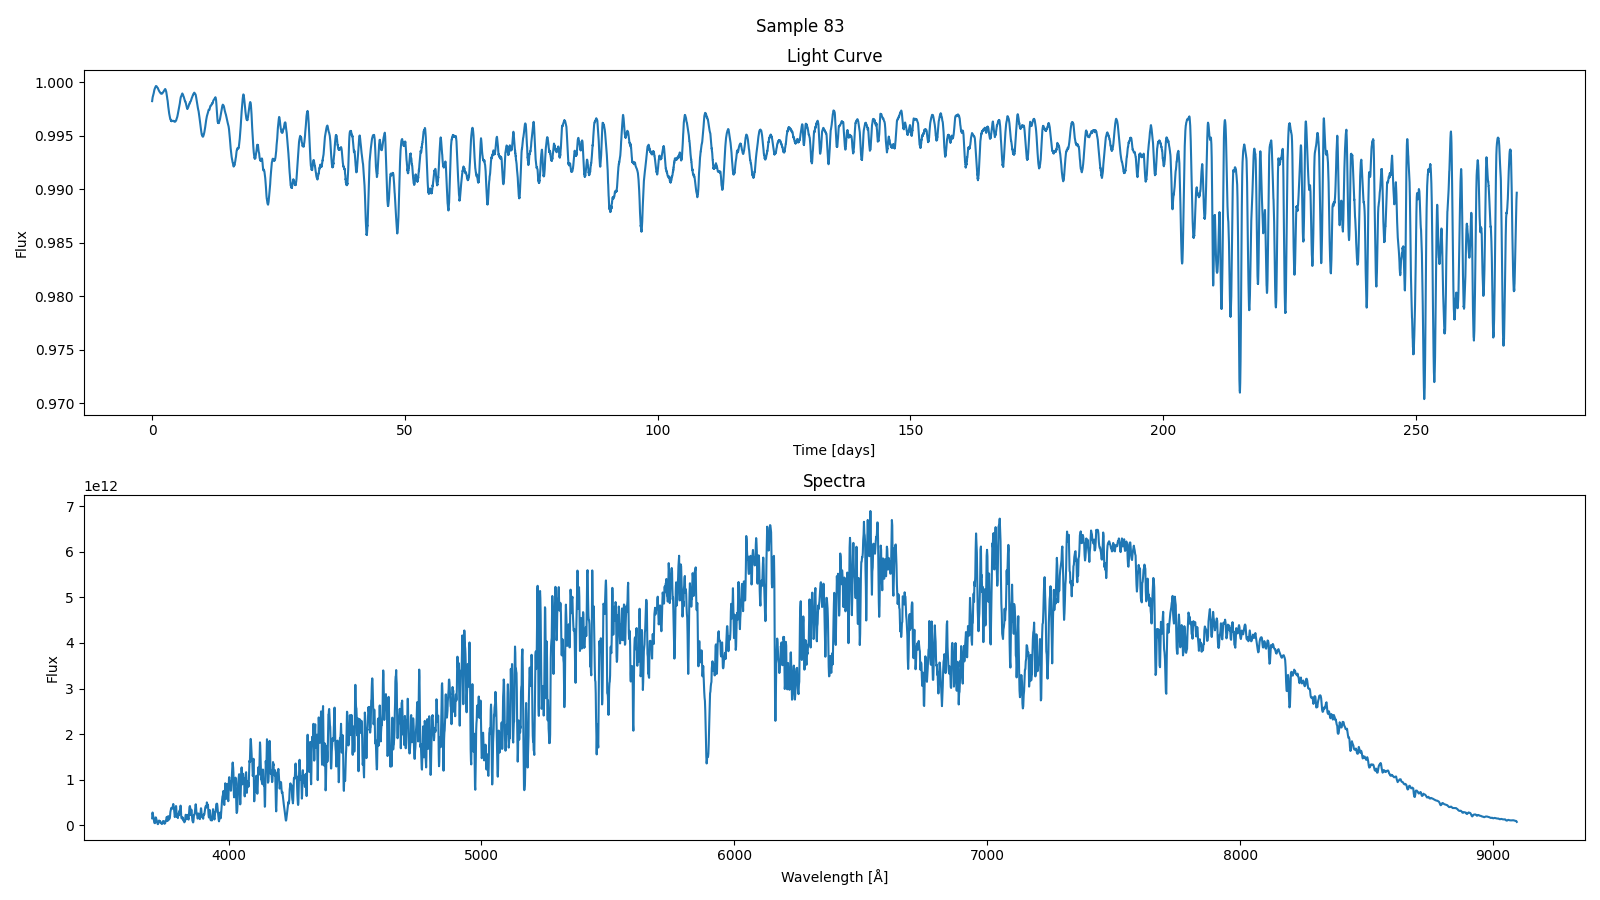 Sample 83
Light Curve
1.000
0.995
0.990
0.985
0.980
0.975
0.970
Flux
0 50 100 150 200 250
Time [days]
Spectra
1e12
7
6
5
4
3
2
1
0
Flux
4000 5000 6000 7000 8000 9000
Wavelength [Å]